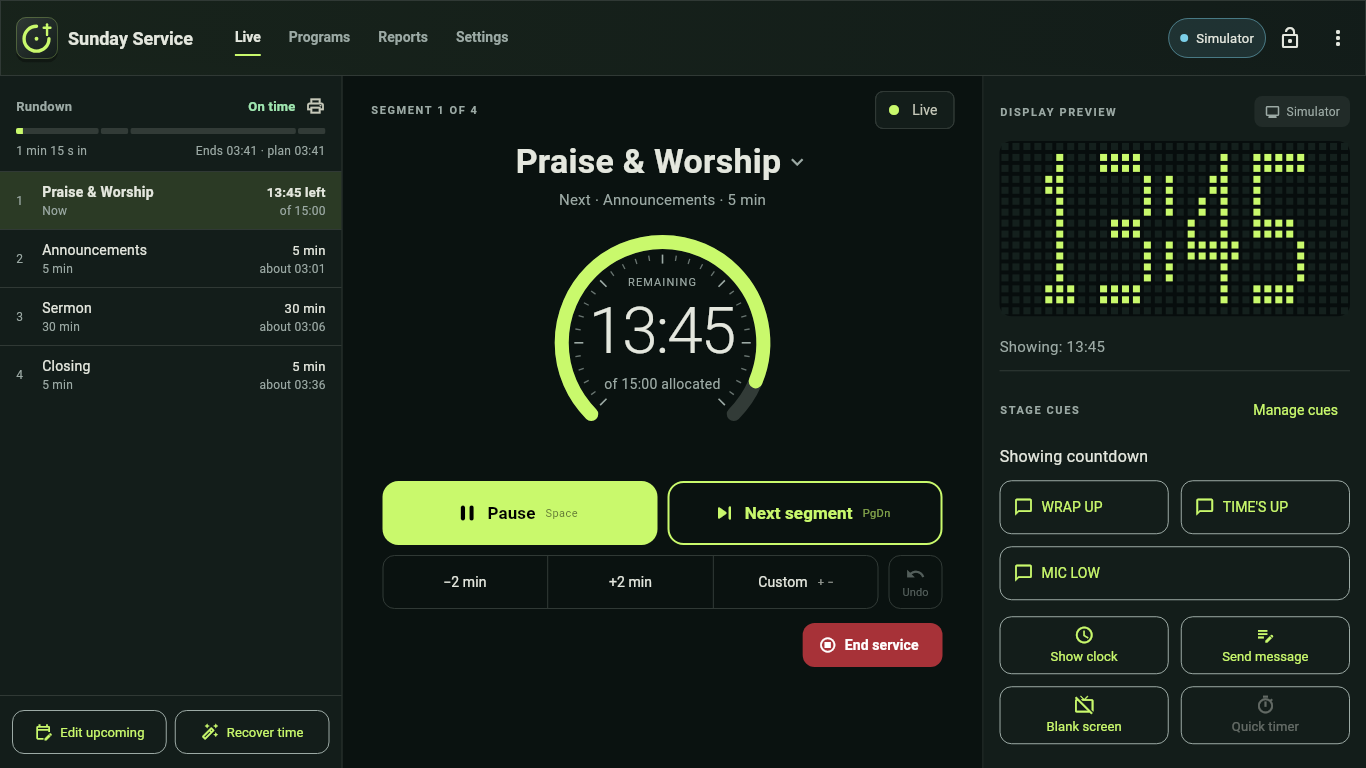 Sunday Service
Live
Programs
Reports
Settings
Simulator
Rundown
On time
1 min 15 s in
Ends 03:41 · plan 03:41
1
Praise & Worship
13:45 left
Now
of 15:00
2
Announcements
5 min
5 min
about 03:01
3
Sermon
30 min
30 min
about 03:06
4
Closing
5 min
5 min
about 03:36
Edit upcoming
Recover time
SEGMENT 1 OF 4
Live
Praise & Worship
Next · Announcements · 5 min
REMAINING
13:45
of 15:00 allocated
Pause Space
Next segment PgDn
−2 min
+2 min
Custom + −
Undo
End service
DISPLAY PREVIEW
Simulator
13:45
Showing: 13:45
STAGE CUES
Manage cues
Showing countdown
WRAP UP
TIME'S UP
MIC LOW
Show clock
Send message
Blank screen
Quick timer